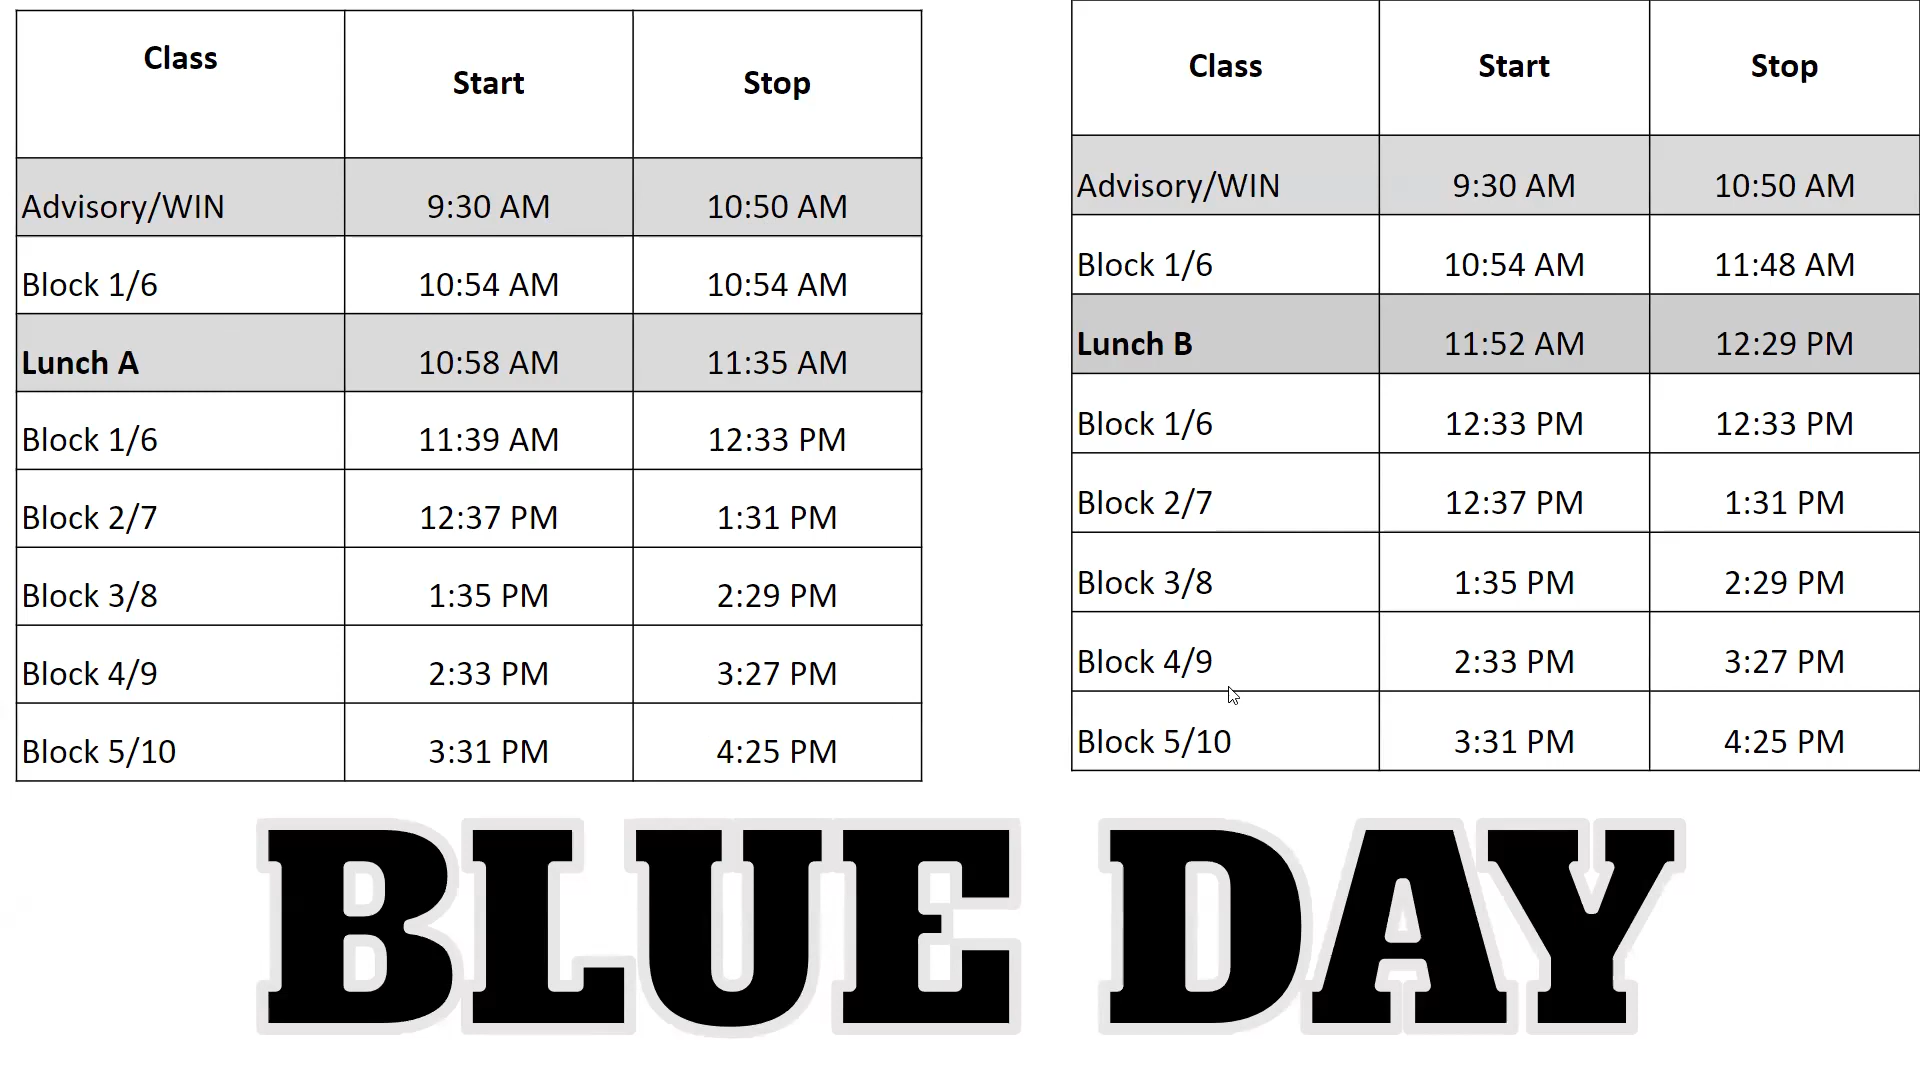 Class Start Stop
Advisory/WIN 9:30 AM 10:50 AM
Block 1/6 10:54 AM 10:54 AM
Lunch A 10:58 AM 11:35 AM
Block 1/6 11:39 AM 12:33 PM
Block 2/7 12:37 PM 1:31 PM
Block 3/8 1:35 PM 2:29 PM
Block 4/9 2:33 PM 3:27 PM
Block 5/10 3:31 PM 4:25 PM
Class Start Stop
Advisory/WIN 9:30 AM 10:50 AM
Block 1/6 10:54 AM 11:48 AM
Lunch B 11:52 AM 12:29 PM
Block 1/6 12:33 PM 12:33 PM
Block 2/7 12:37 PM 1:31 PM
Block 3/8 1:35 PM 2:29 PM
Block 4/9 2:33 PM 3:27 PM
Block 5/10 3:31 PM 4:25 PM
BLUE DAY